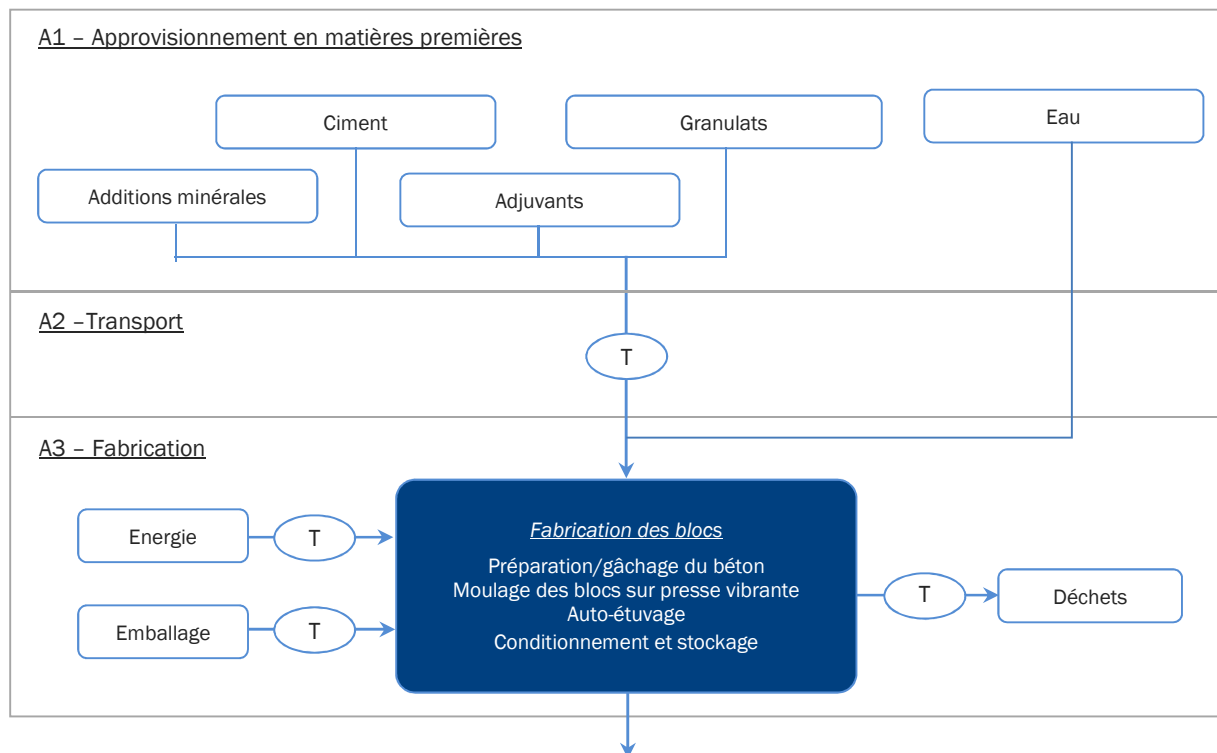 A1 – Approvisionnement en matières premières
Ciment
Granulats
Eau
Additions minérales
Adjuvants
A2 –Transport
T
A3 – Fabrication
Energie
T
Emballage
T
Fabrication des blocs
Préparation/gâchage du béton
Moulage des blocs sur presse vibrante
Auto-étuvage
Conditionnement et stockage
T
Déchets